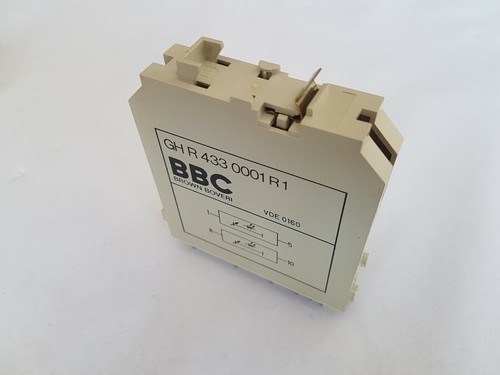 GH R 433 0001 R1
BBC
BROWN BOVERI
VDE 0160
1
5
6
10